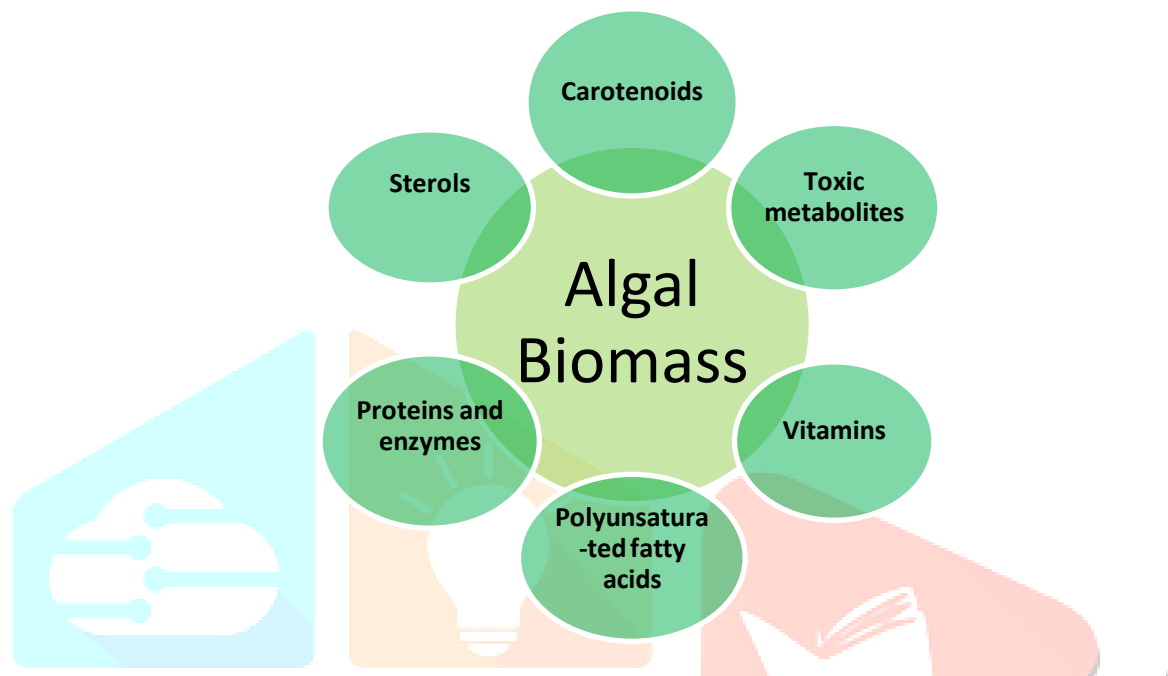 Carotenoids
Toxic
metabolites
Sterols
Algal
Biomass
Proteins and
enzymes
Vitamins
Polyunsatura
-ted fatty
acids